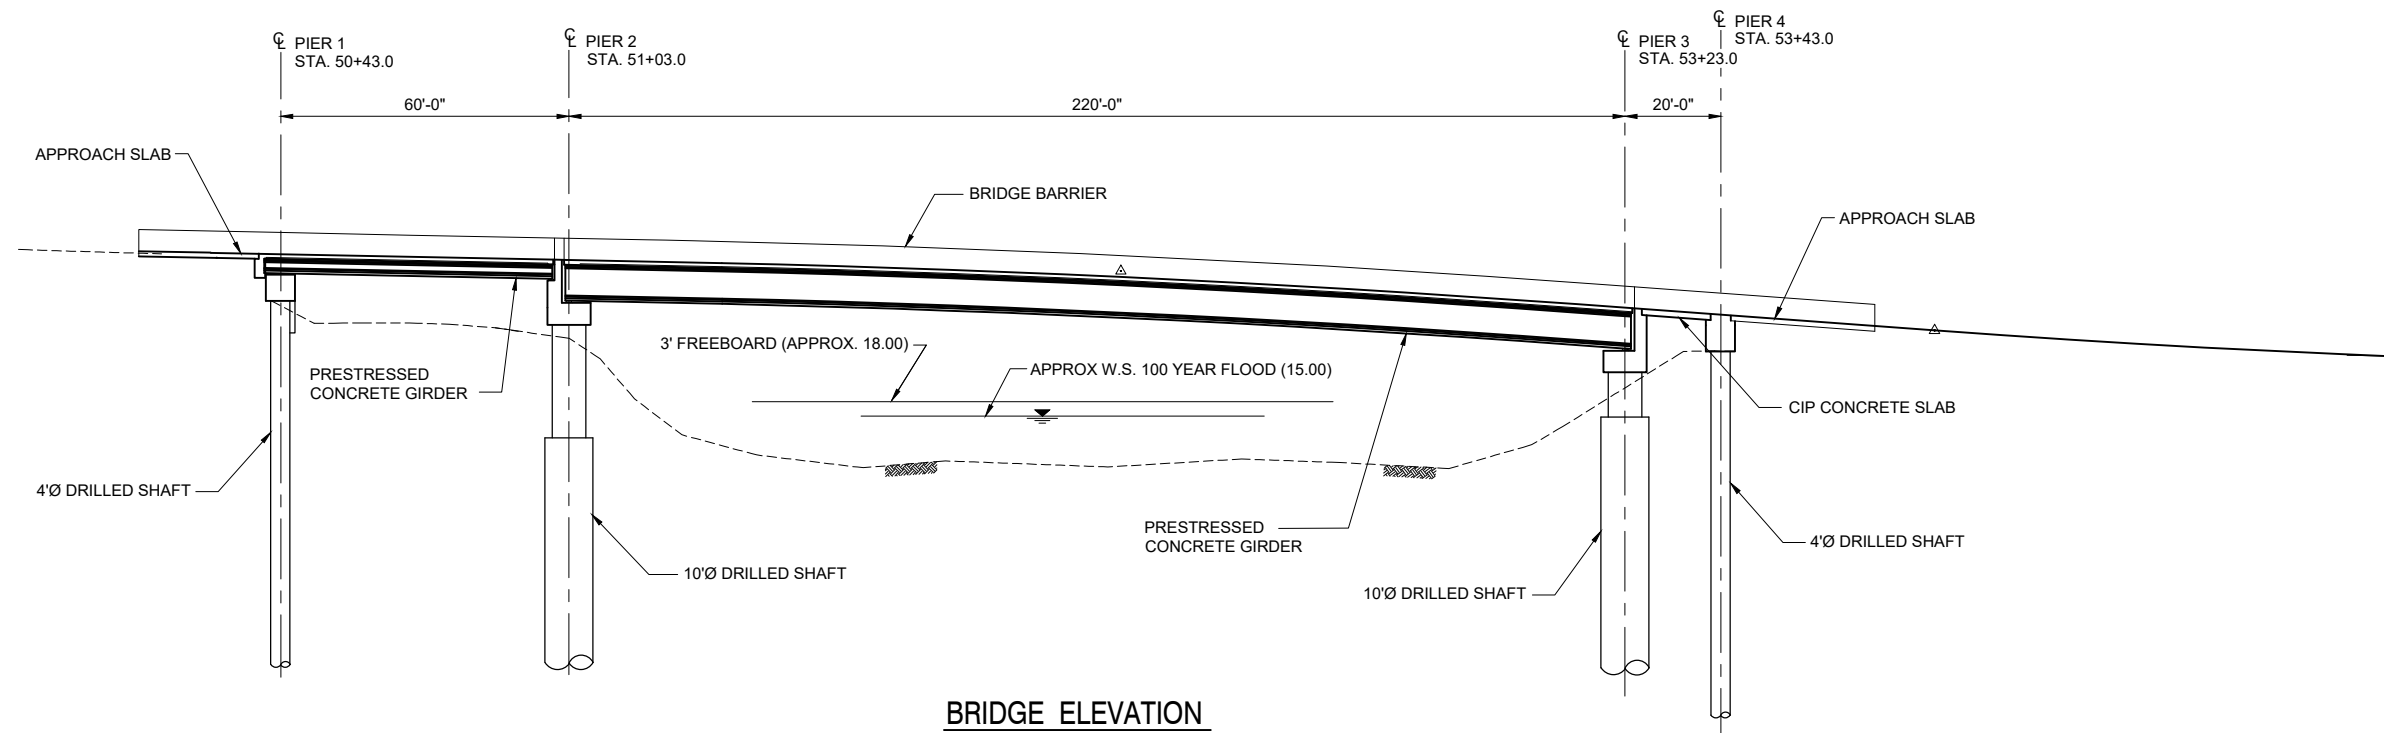 ℄ PIER 1
STA. 50+43.0
℄ PIER 2
STA. 51+03.0
℄ PIER 3
STA. 53+23.0
℄ PIER 4
STA. 53+43.0
60'-0"
220'-0"
20'-0"
APPROACH SLAB
BRIDGE BARRIER
APPROACH SLAB
3' FREEBOARD (APPROX. 18.00)
APPROX W.S. 100 YEAR FLOOD (15.00)
PRESTRESSED
CONCRETE GIRDER
CIP CONCRETE SLAB
4'Ø DRILLED SHAFT
PRESTRESSED
CONCRETE GIRDER
4'Ø DRILLED SHAFT
10'Ø DRILLED SHAFT
10'Ø DRILLED SHAFT
BRIDGE ELEVATION